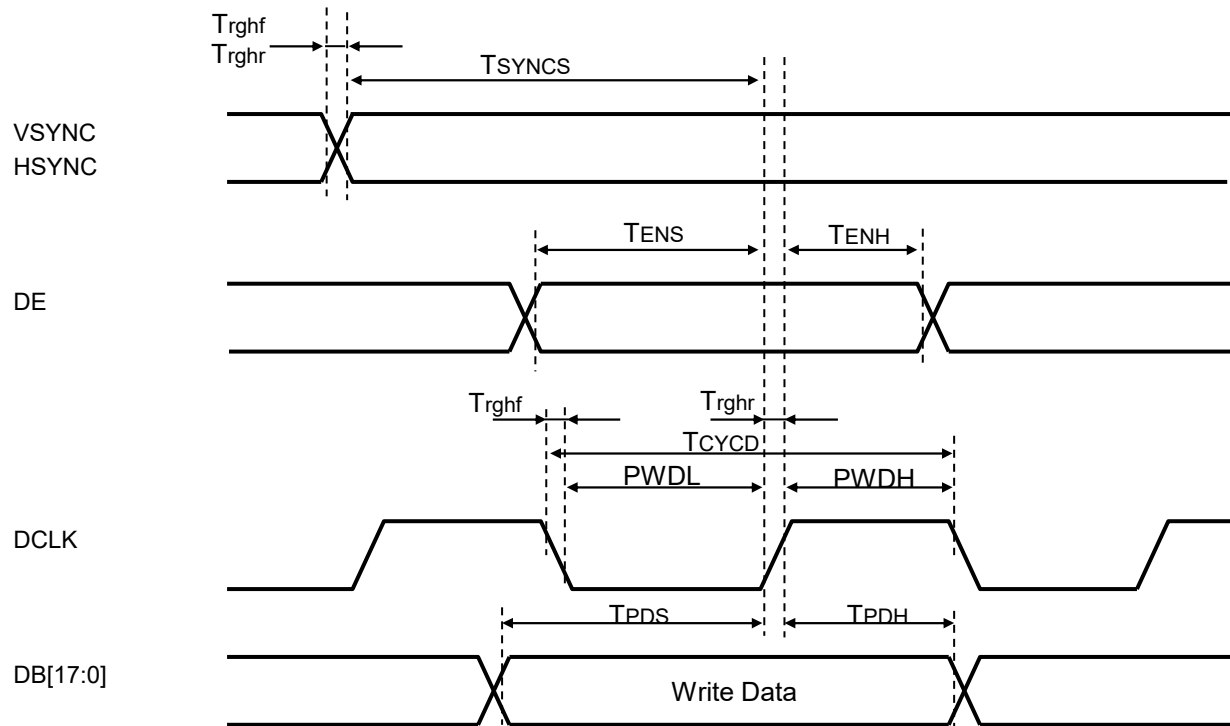 Trghf
Trghr
TSYNCS
VSYNC
HSYNC
TENS
TENH
DE
Trghf
Trghr
TCYCD
PWDL
PWDH
DCLK
TPDS
TPDH
DB[17:0]
Write Data